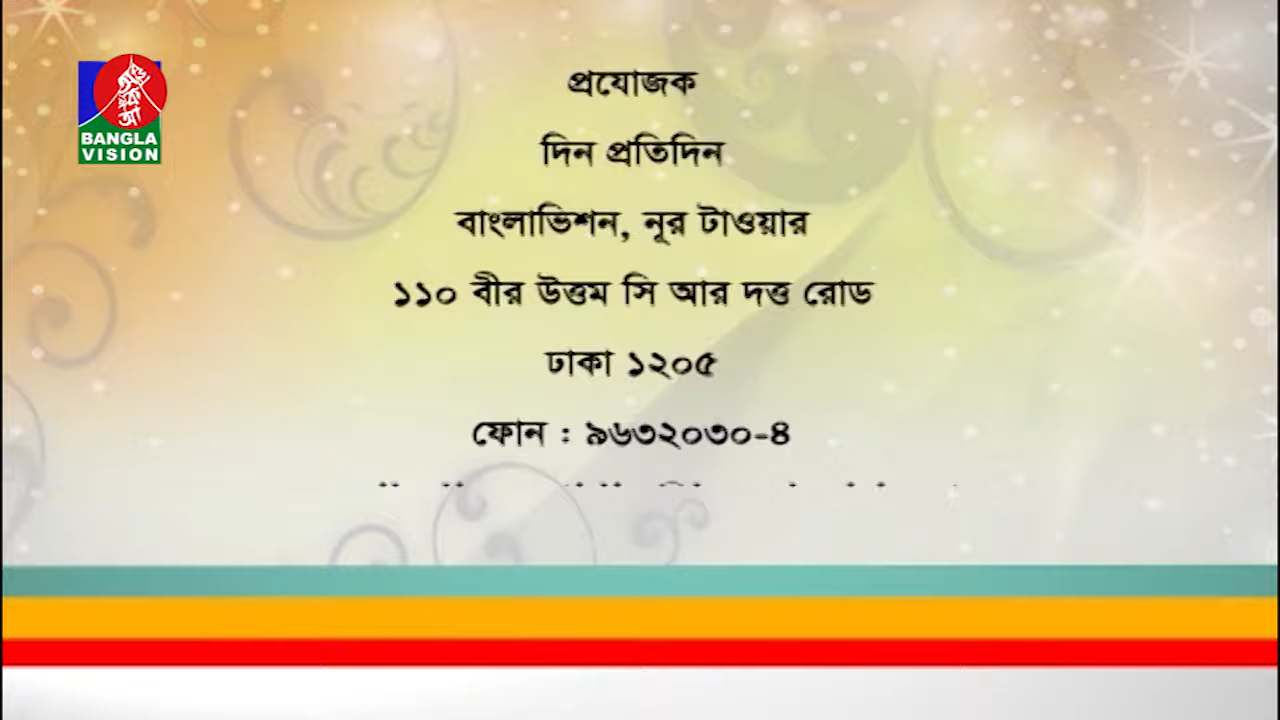 BANGLA
VISION
প্রযোজক
দিন প্রতিদিন
বাংলাভিশন, নূর টাওয়ার
১১০ বীর উত্তম সি আর দত্ত রোড
ঢাকা ১২০৫
ফোন : ৯৬৩২০৩০-৪